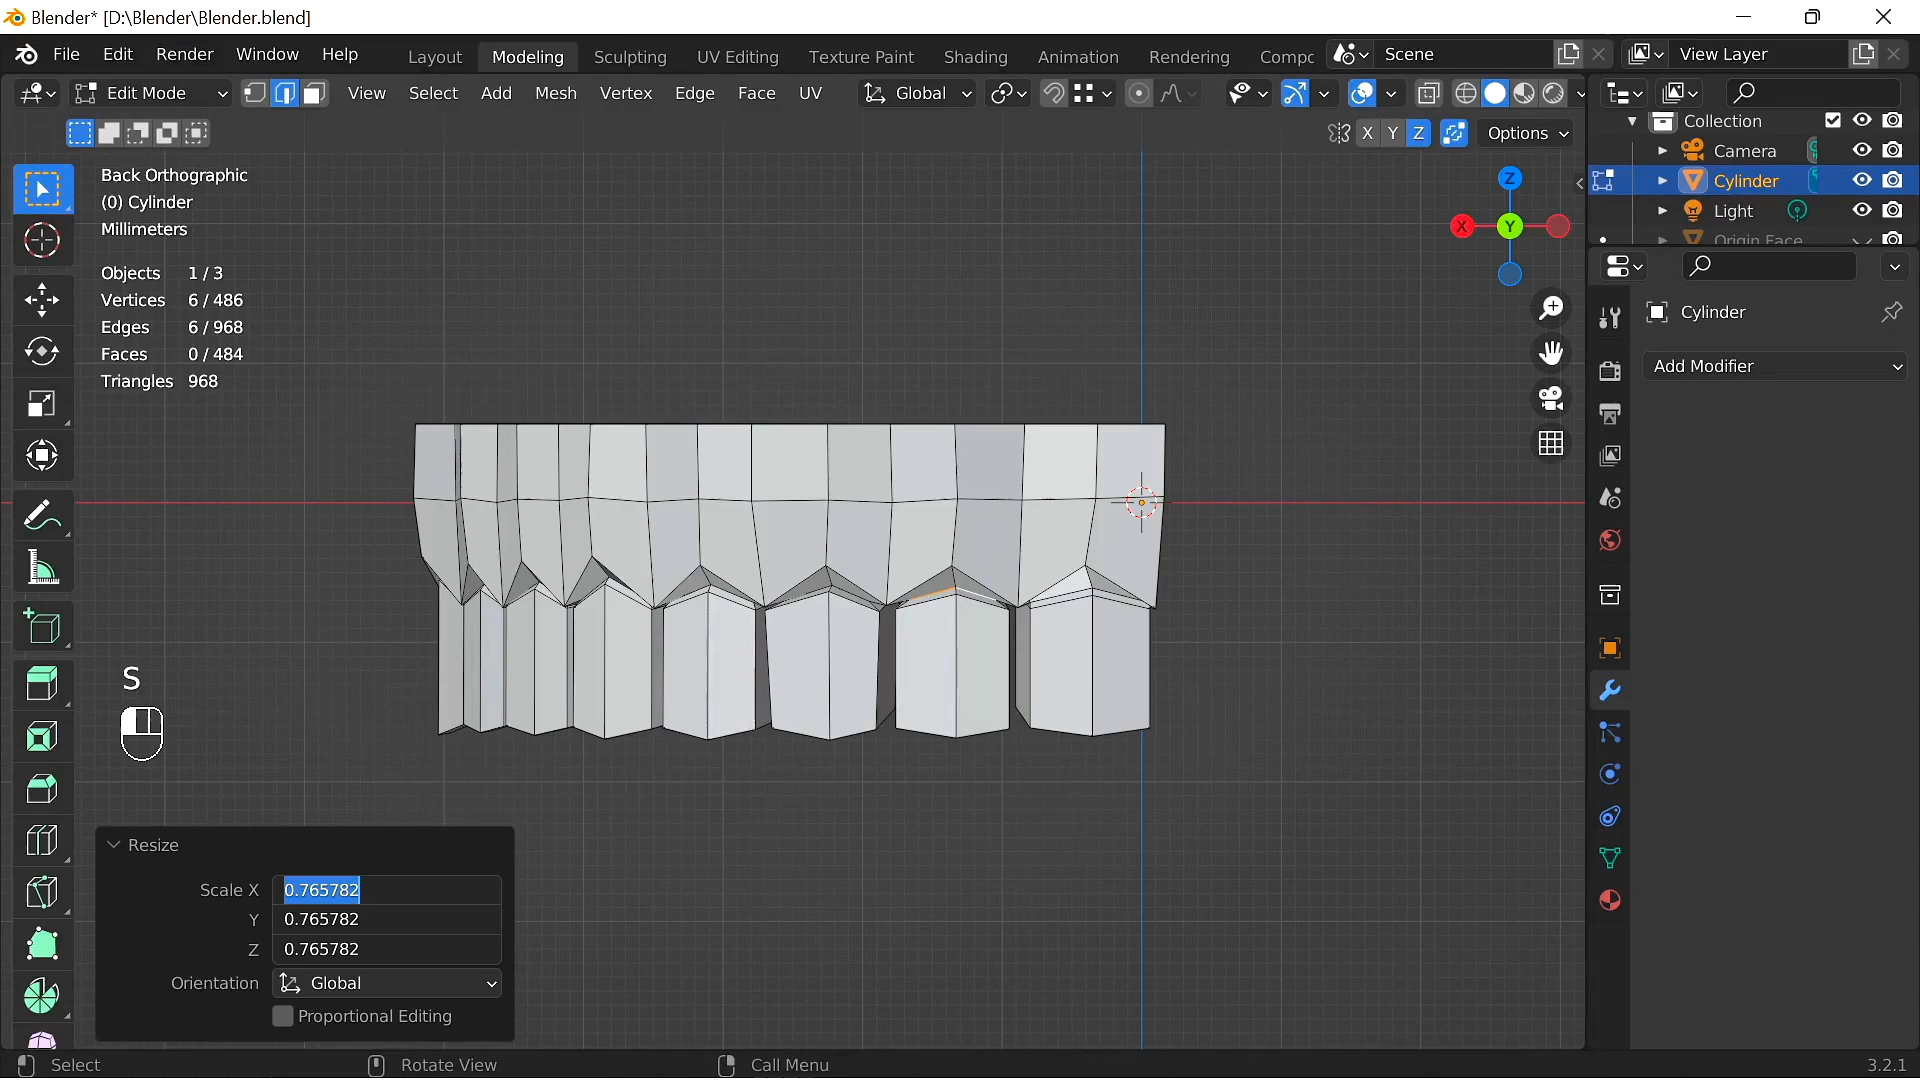 Blender* [D:\Blender\Blender.blend]
File Edit Render Window Help Layout Modeling Sculpting UV Editing Texture Paint Shading Animation Rendering Compc Scene View Layer
Edit Mode View Select Add Mesh Vertex Edge Face UV Global
X Y Z Options
Collection
Camera
Cylinder
Light
Origin Face
Back Orthographic
(0) Cylinder
Millimeters
Objects 1 / 3
Vertices 6 / 486
Edges 6 / 968
Faces 0 / 484
Triangles 968
Z
X Y
Cylinder
Add Modifier
S
Resize
Scale X 0.765782
Y 0.765782
Z 0.765782
Orientation Global
Proportional Editing
Select Rotate View Call Menu 3.2.1